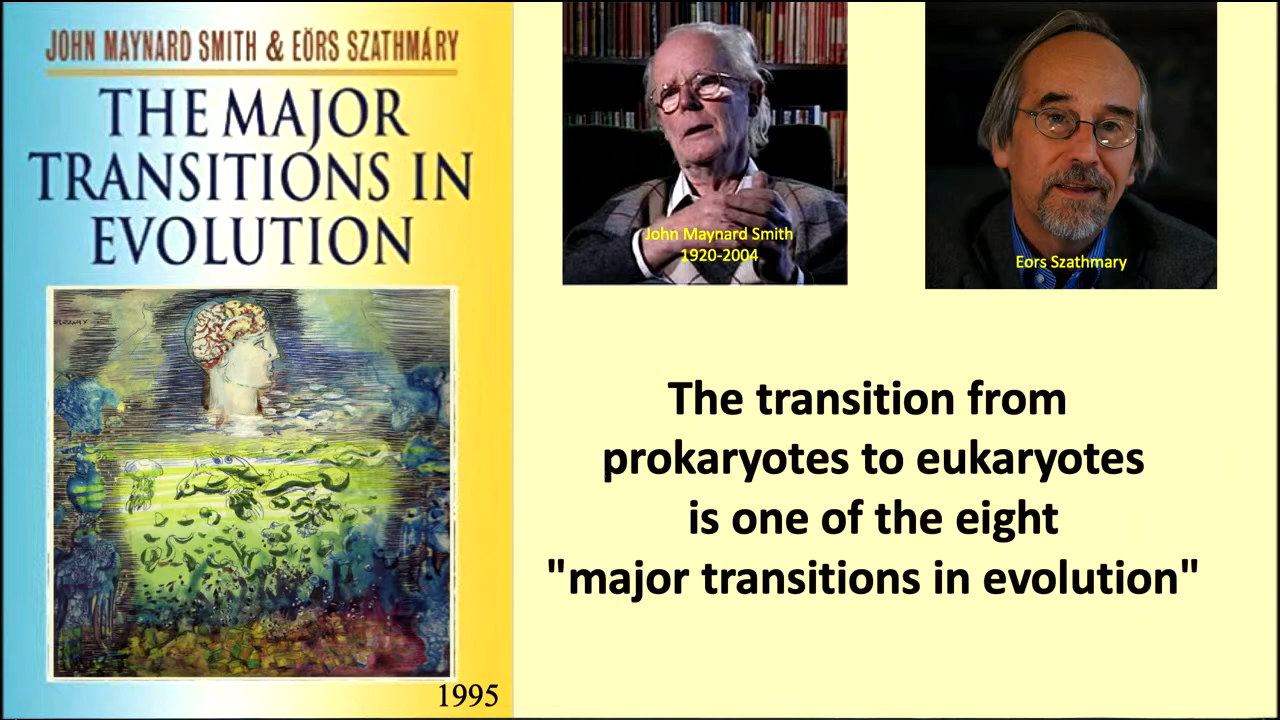 JOHN MAYNARD SMITH & EÖRS SZATHMÁRY
THE MAJOR
TRANSITIONS IN
EVOLUTION
1995
John Maynard Smith
1920-2004
Eors Szathmary
The transition from
prokaryotes to eukaryotes
is one of the eight
"major transitions in evolution"